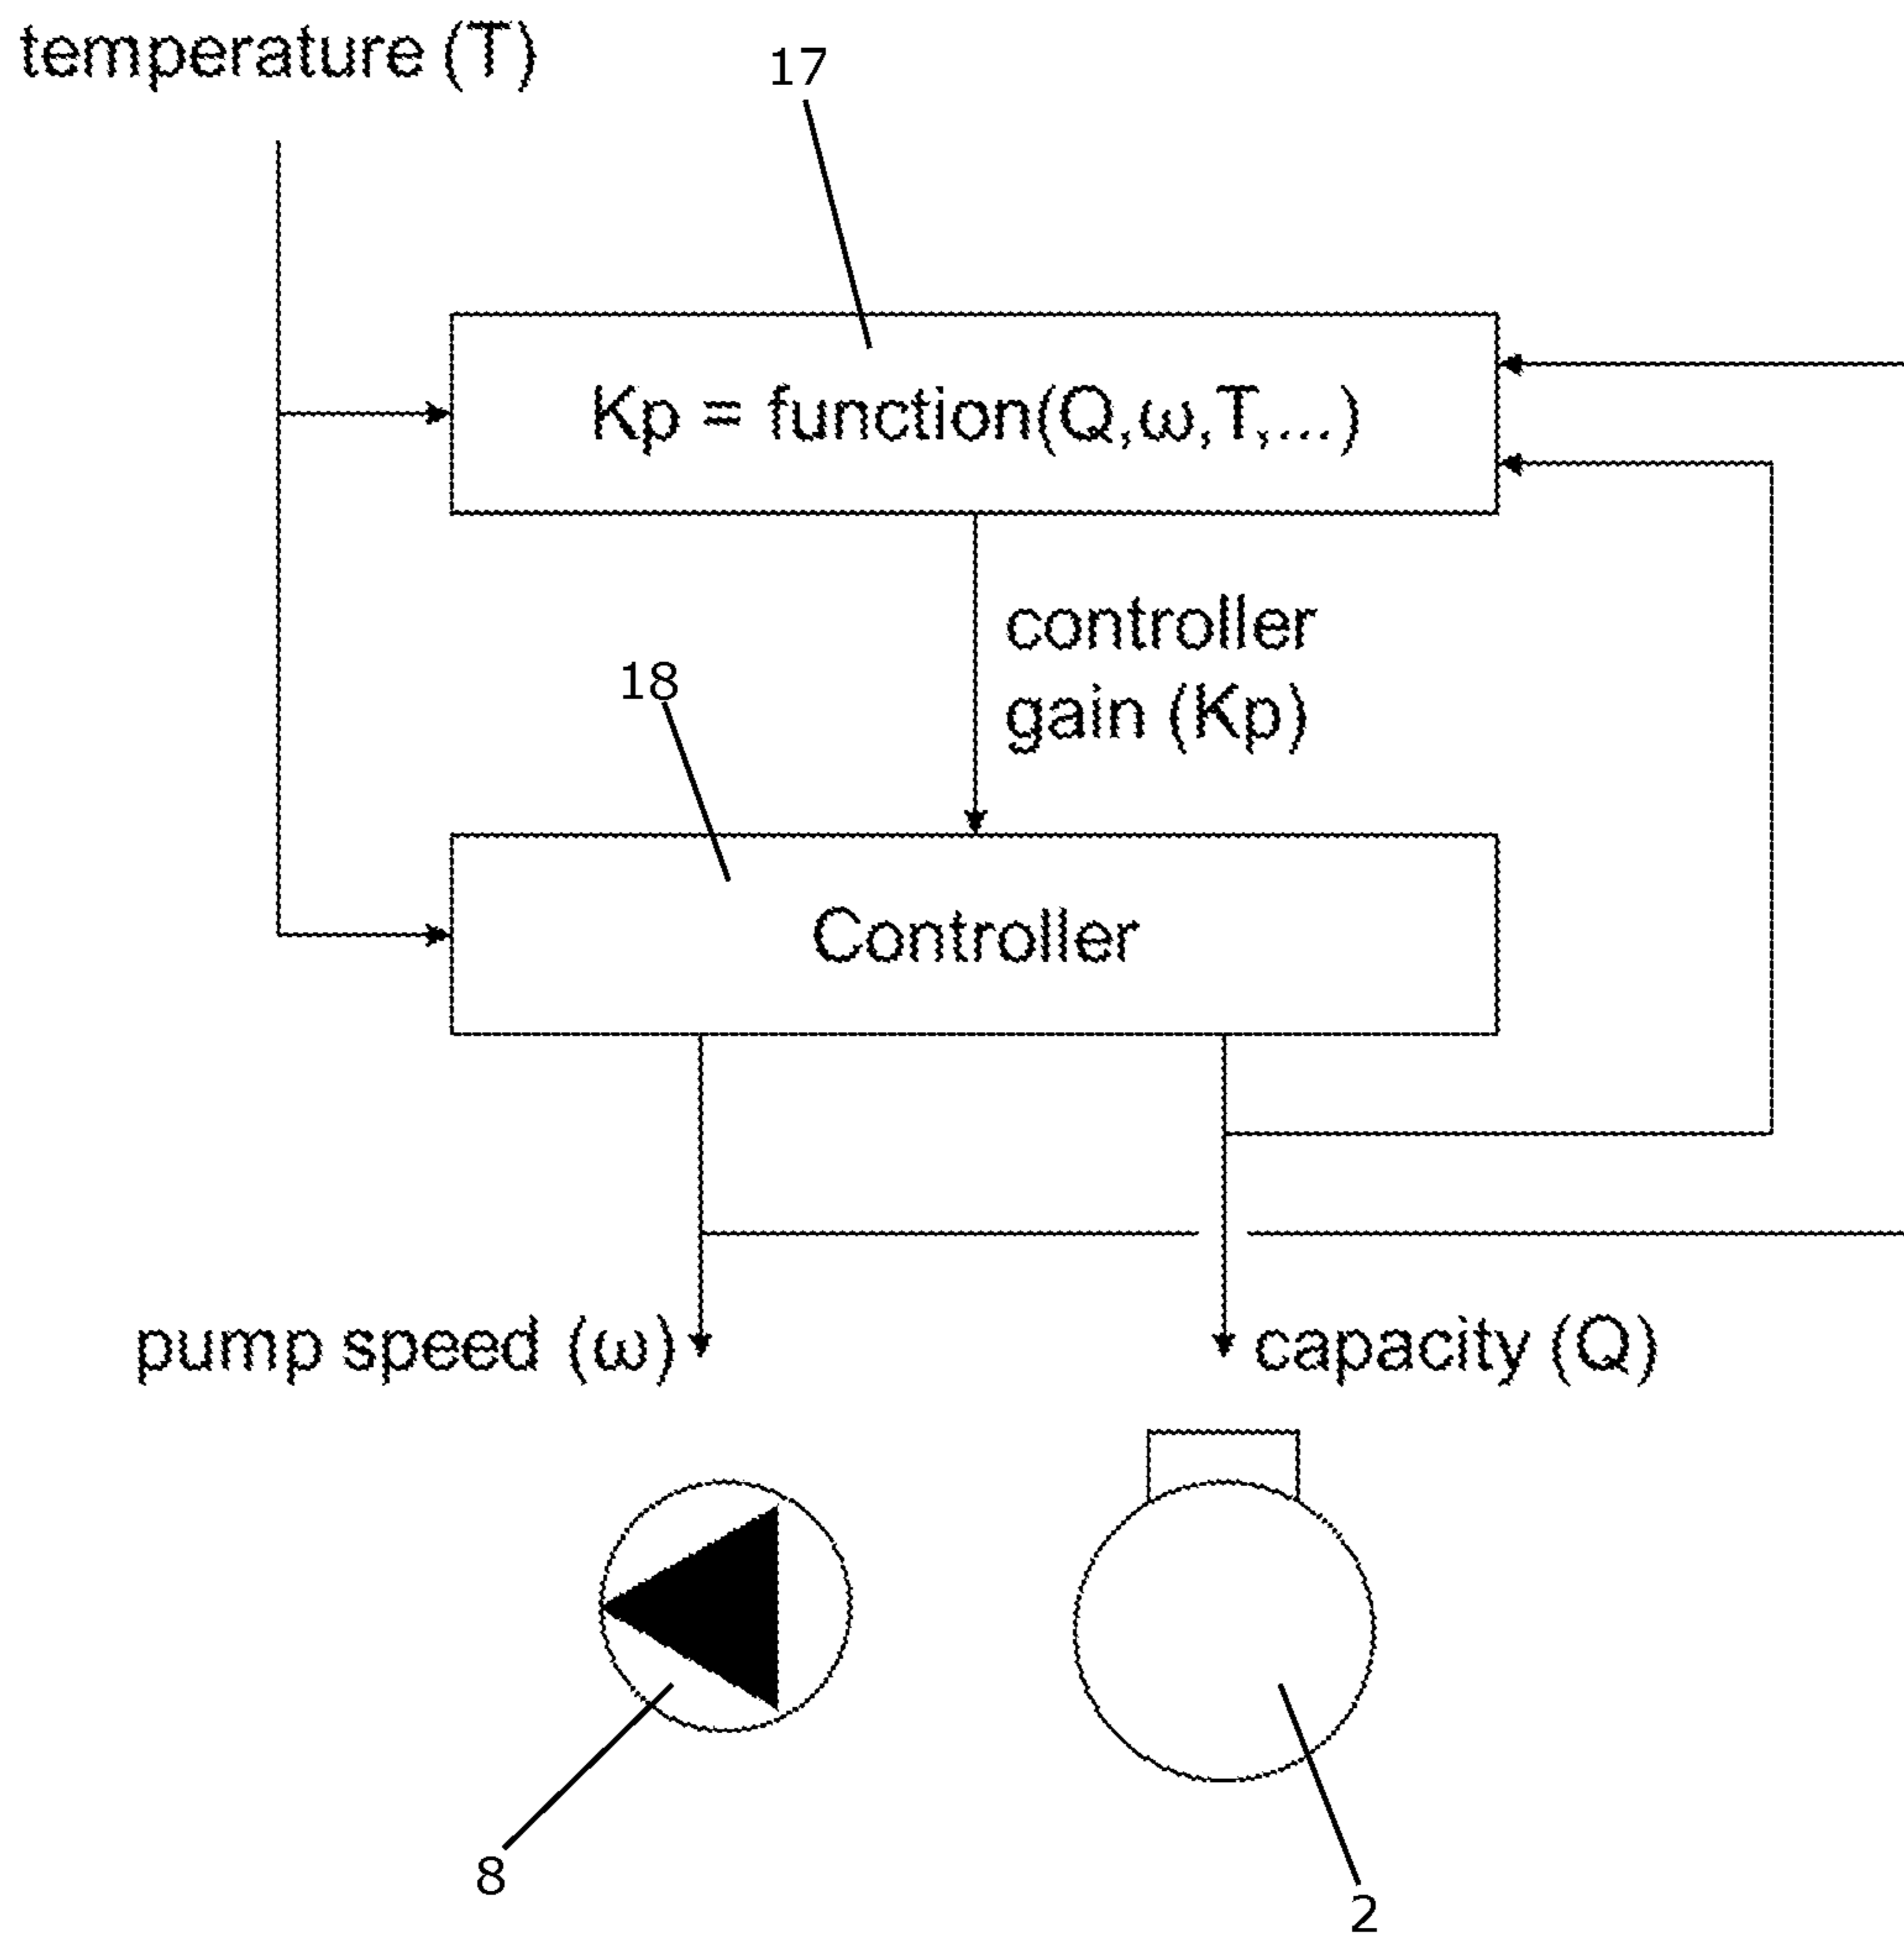 temperature (T)
17
Kp = function(Q,ω,T,...)
controller
gain (Kp)
18
Controller
pump speed (ω)
capacity (Q)
8
2